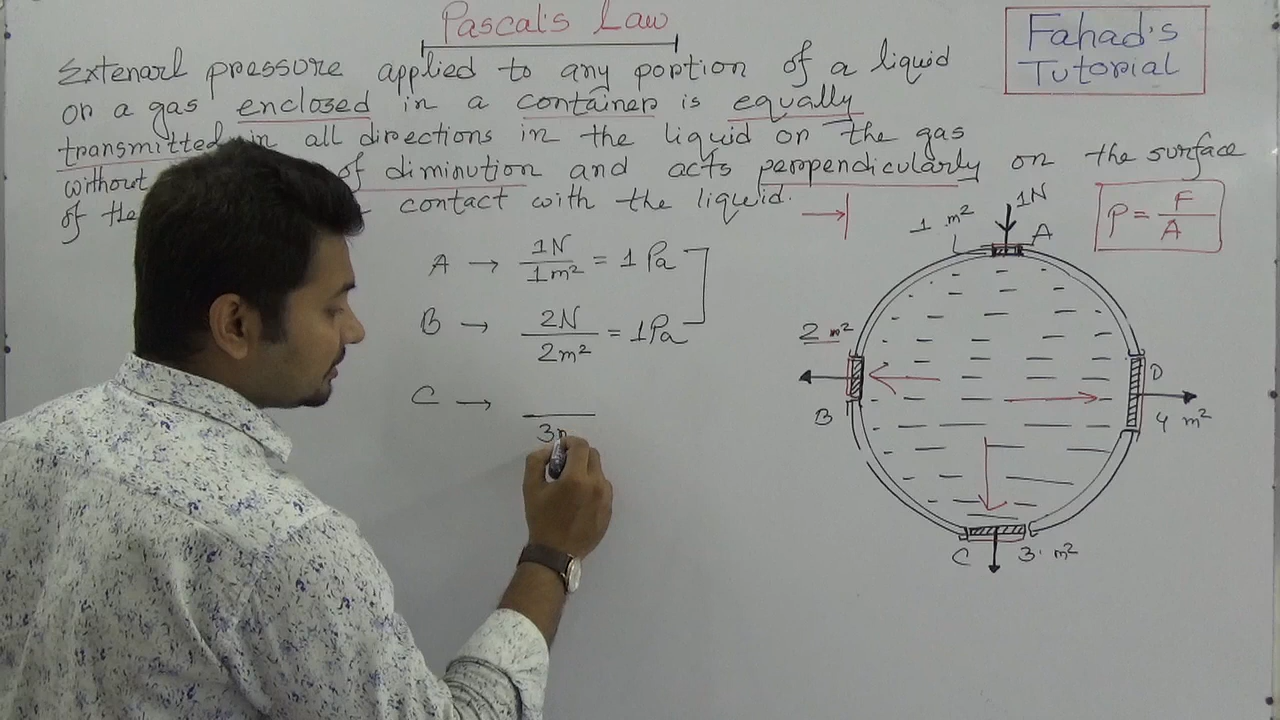 Pascal's Law
Fahad's
Tutorial
Extenarl pressure applied to any portion of a liquid
or a gas enclosed in a container is equally
transmitted in all directions in the liquid or the gas
without of diminution and acts perpendicularly on the surface
of the contact with the liquid.
P = F/A
1N
1 m² A
A → 1N/1m² = 1 Pa
B → 2N/2m² = 1Pa
2 m²
B
D
4 m²
C → /3
C 3 m²